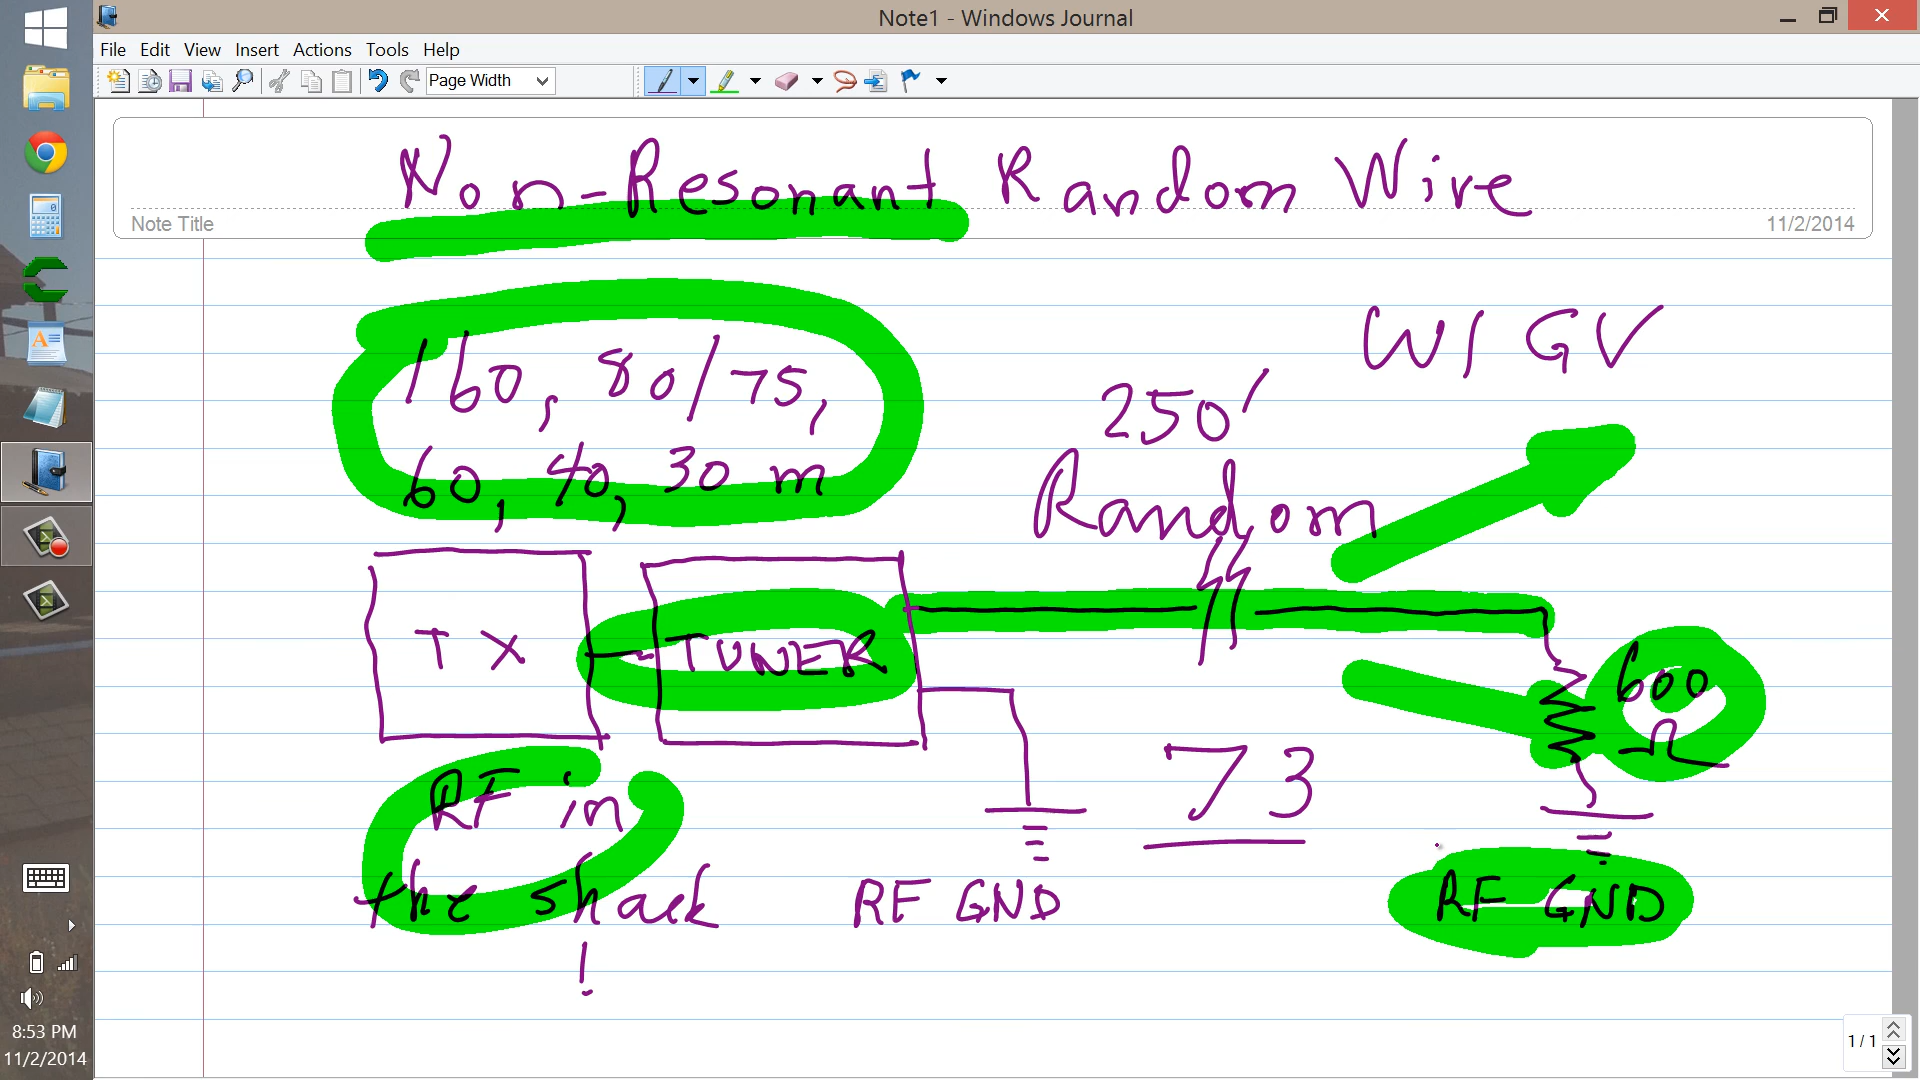 Note1 - Windows Journal
File Edit View Insert Actions Tools Help
Page Width
Non-Resonant Random Wire
Note Title
11/2/2014
160, 80/75,
60, 40, 30 m
W1GV
250'
Random
TX
TUNER
600
Ω
RF in
the shack
!
73
RF GND
RF GND
8:53 PM
11/2/2014
1 / 1